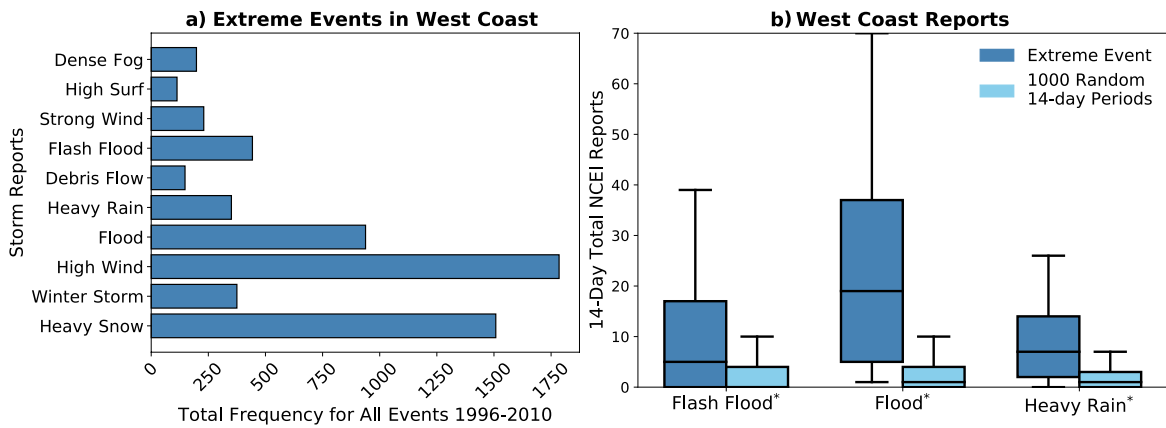 a) Extreme Events in West Coast
Storm Reports
Dense Fog
High Surf
Strong Wind
Flash Flood
Debris Flow
Heavy Rain
Flood
High Wind
Winter Storm
Heavy Snow
0 250 500 750 1000 1250 1500 1750
Total Frequency for All Events 1996-2010
b) West Coast Reports
14-Day Total NCEI Reports
70
60
50
40
30
20
10
0
Extreme Event
1000 Random
14-day Periods
Flash Flood* Flood* Heavy Rain*